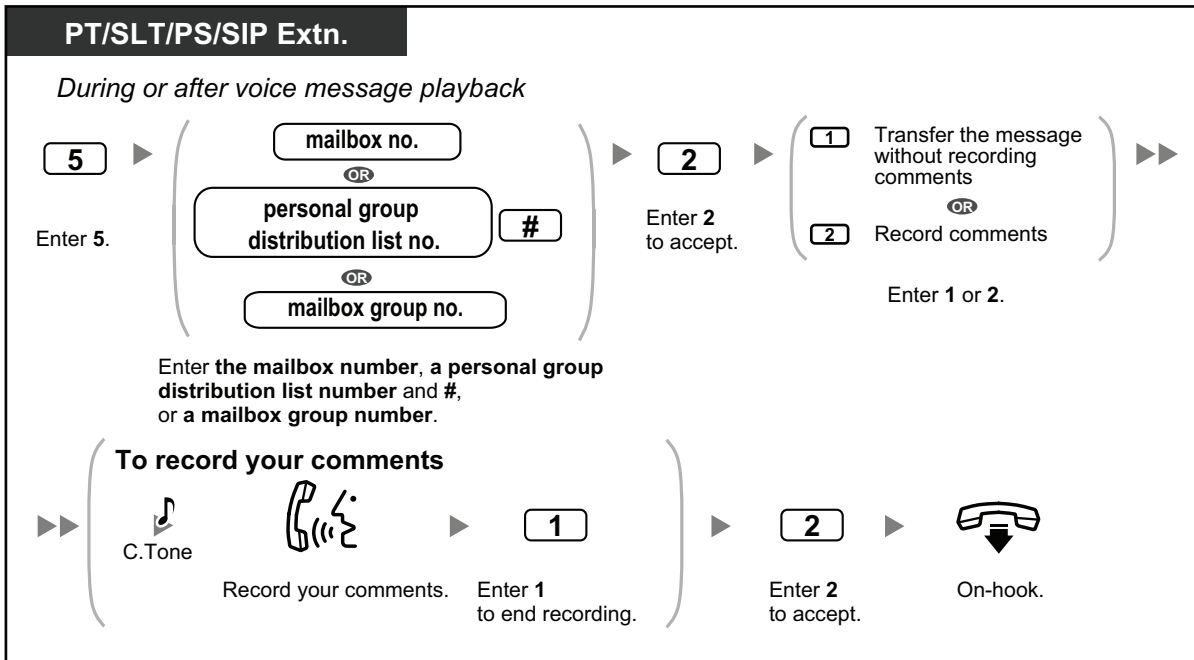 PT/SLT/PS/SIP Extn.
During or after voice message playback
5
Enter 5.
mailbox no.
OR
personal group
distribution list no.
#
OR
mailbox group no.
Enter the mailbox number, a personal group
distribution list number and #,
or a mailbox group number.
2
Enter 2
to accept.
1 Transfer the message
without recording
comments
OR
2 Record comments
Enter 1 or 2.
To record your comments
C.Tone
Record your comments.
1
Enter 1
to end recording.
2
Enter 2
to accept.
On-hook.